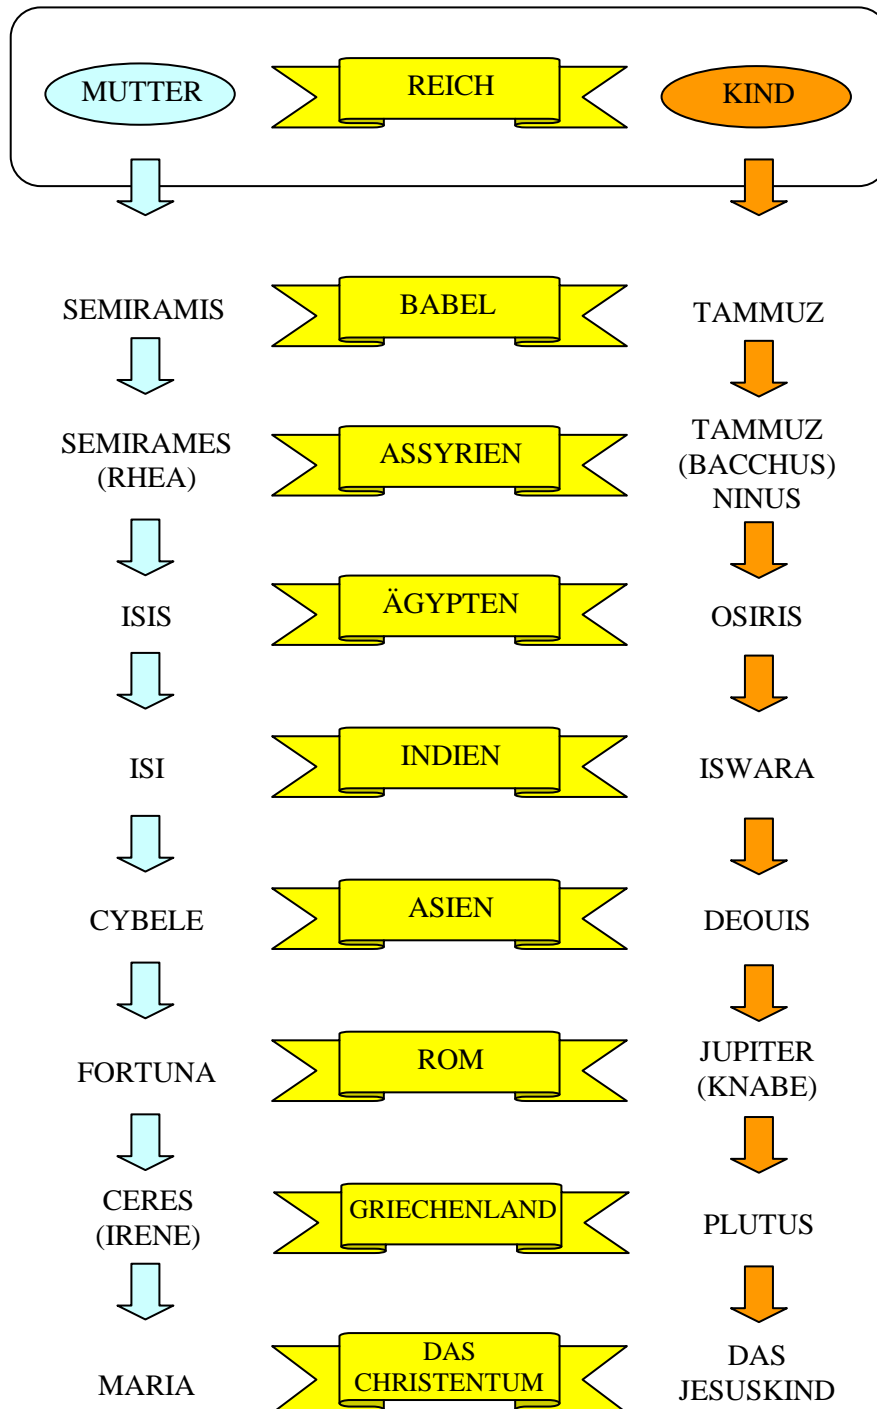 MUTTER REICH KIND
SEMIRAMIS BABEL TAMMUZ
SEMIRAMES
(RHEA)
ASSYRIEN
TAMMUZ
(BACCHUS)
NINUS
ISIS ÄGYPTEN OSIRIS
ISI INDIEN ISWARA
CYBELE ASIEN DEOUIS
FORTUNA ROM
JUPITER
(KNABE)
CERES
(IRENE)
GRIECHENLAND
PLUTUS
MARIA
DAS
CHRISTENTUM
DAS
JESUSKIND